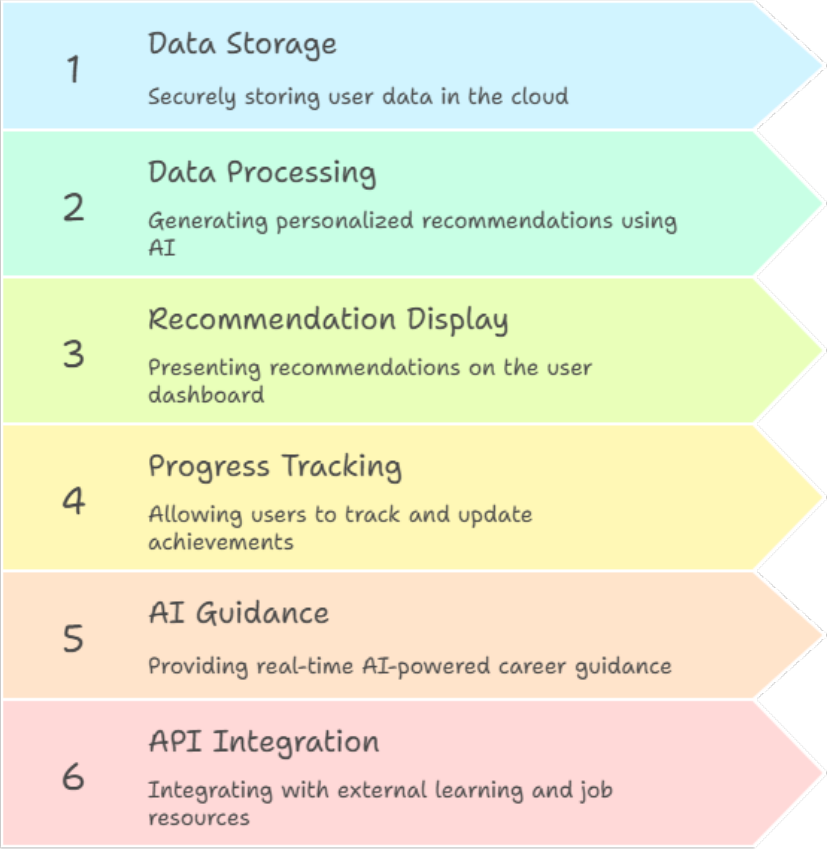 1
Data Storage
Securely storing user data in the cloud
2
Data Processing
Generating personalized recommendations using
AI
3
Recommendation Display
Presenting recommendations on the user
dashboard
4
Progress Tracking
Allowing users to track and update
achievements
5
AI Guidance
Providing real-time AI-powered career guidance
6
API Integration
Integrating with external learning and job
resources